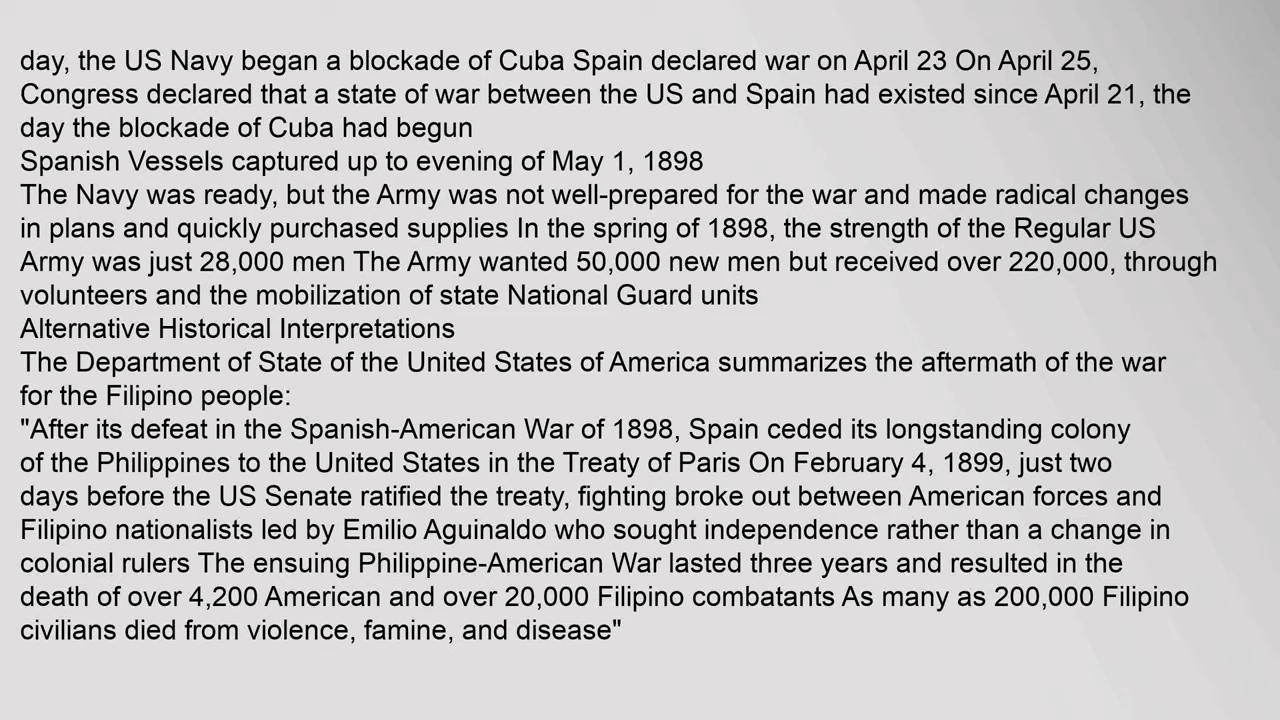 day, the US Navy began a blockade of Cuba Spain declared war on April 23 On April 25,
Congress declared that a state of war between the US and Spain had existed since April 21, the
day the blockade of Cuba had begun
Spanish Vessels captured up to evening of May 1, 1898
The Navy was ready, but the Army was not well-prepared for the war and made radical changes
in plans and quickly purchased supplies In the spring of 1898, the strength of the Regular US
Army was just 28,000 men The Army wanted 50,000 new men but received over 220,000, through
volunteers and the mobilization of state National Guard units
Alternative Historical Interpretations
The Department of State of the United States of America summarizes the aftermath of the war
for the Filipino people:
"After its defeat in the Spanish-American War of 1898, Spain ceded its longstanding colony
of the Philippines to the United States in the Treaty of Paris On February 4, 1899, just two
days before the US Senate ratified the treaty, fighting broke out between American forces and
Filipino nationalists led by Emilio Aguinaldo who sought independence rather than a change in
colonial rulers The ensuing Philippine-American War lasted three years and resulted in the
death of over 4,200 American and over 20,000 Filipino combatants As many as 200,000 Filipino
civilians died from violence, famine, and disease"